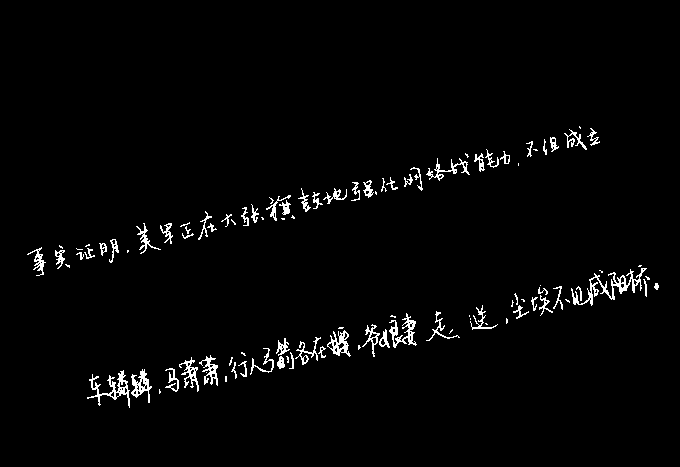 事实证明，美军正在大张旗鼓地强化网络战能力，不但成立
车辚辚，马萧萧，行人弓箭各在腰，爷娘妻走送，尘埃不见咸阳桥。